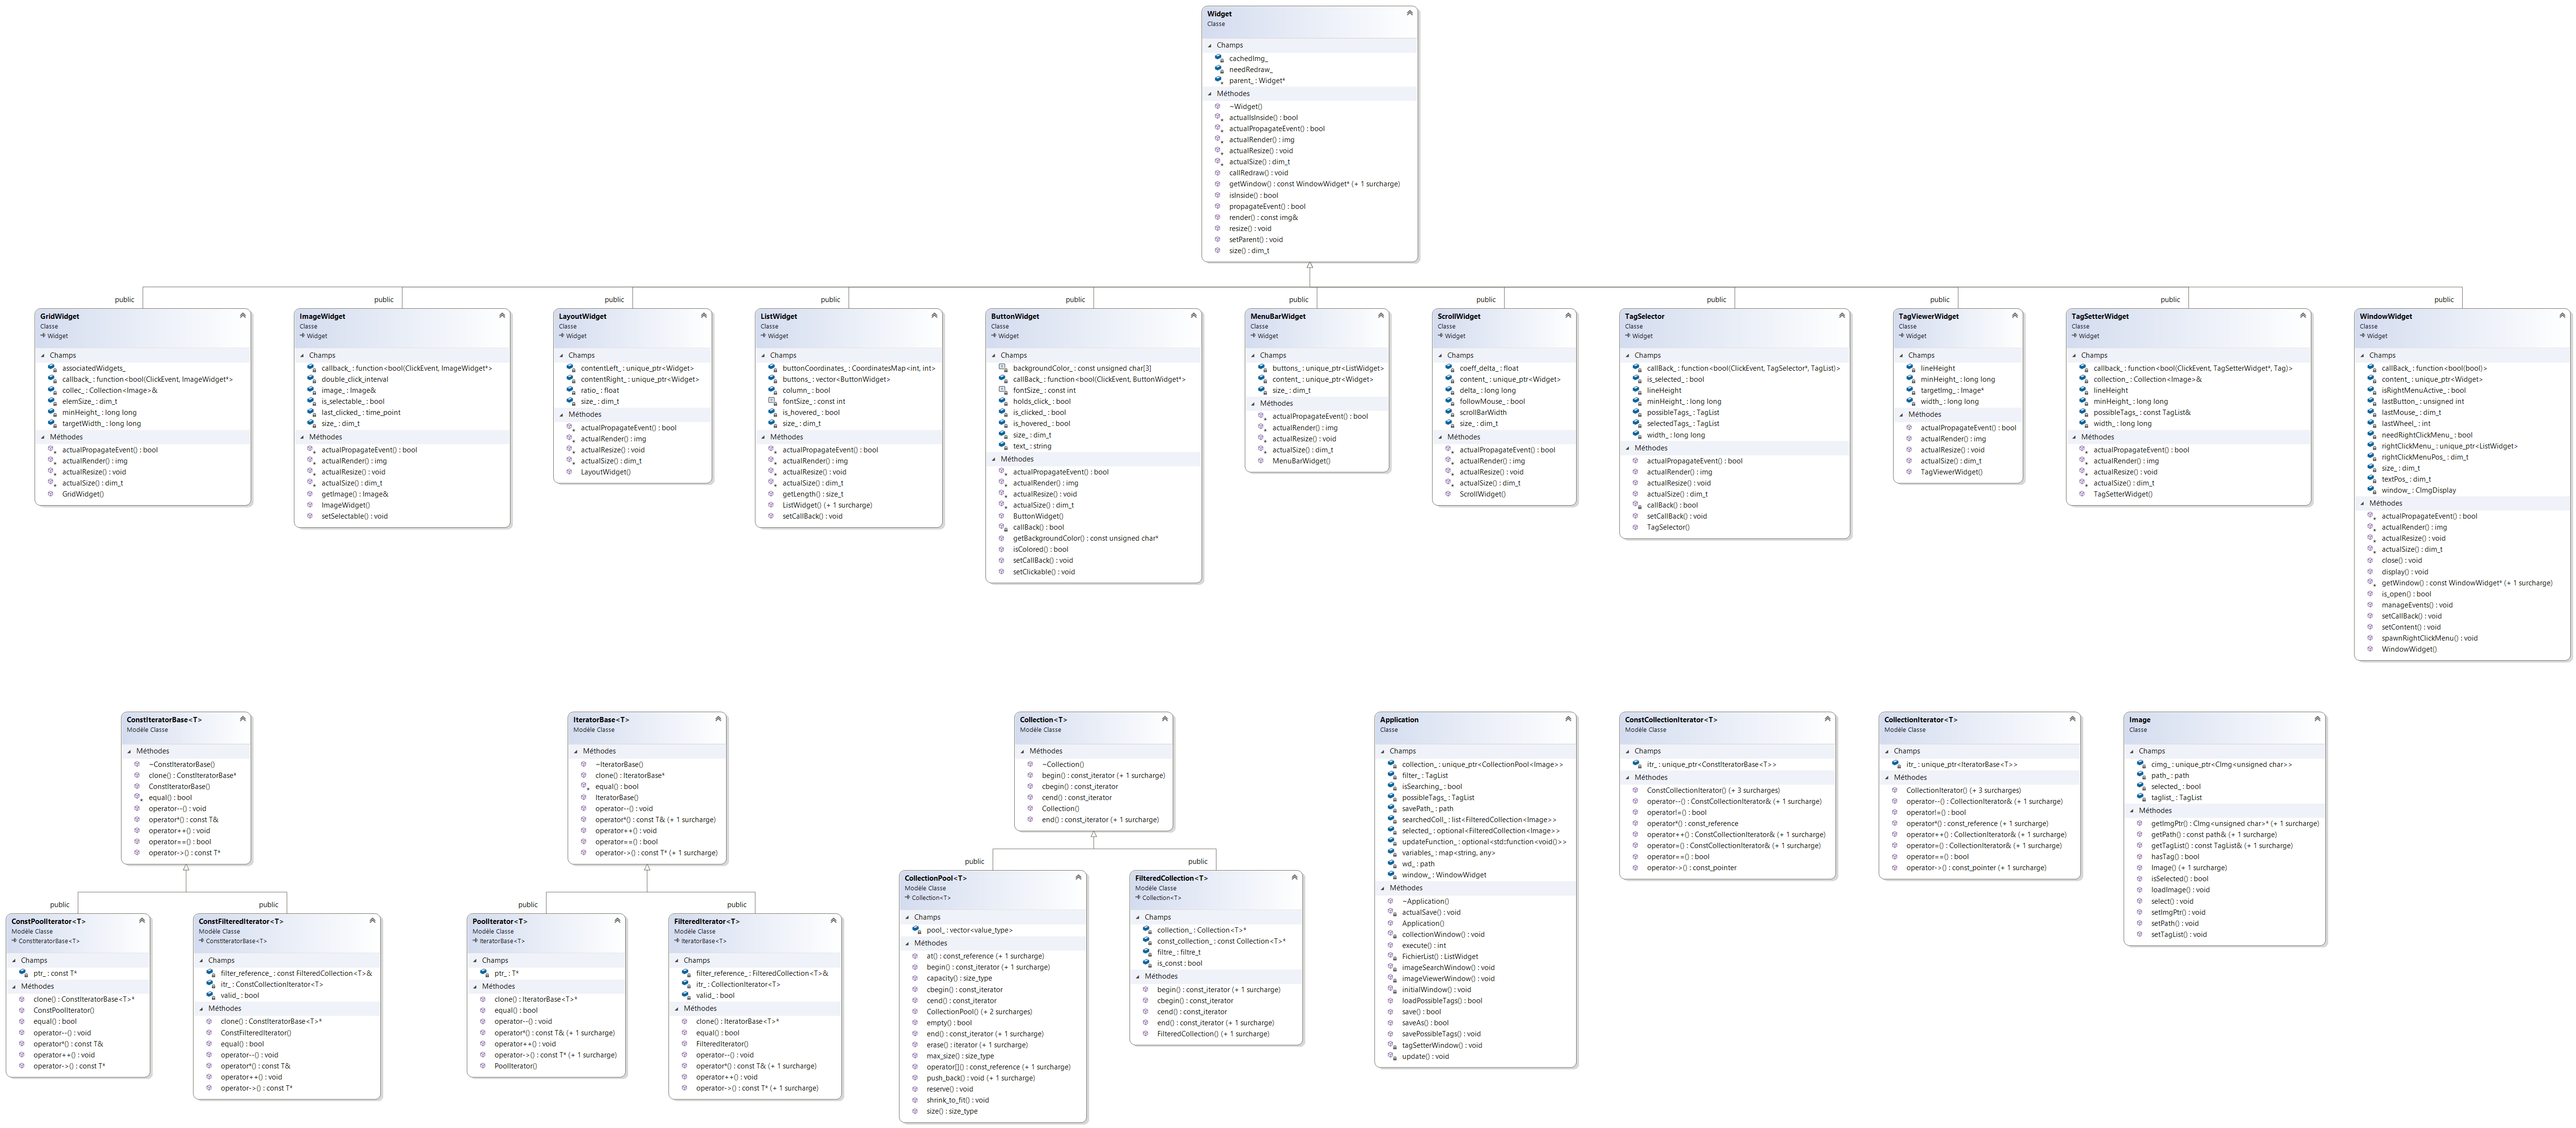 Widget
Classe
Champs
cachedImg_
needRedraw_
parent_ : Widget*
Méthodes
~Widget()
actualIsInside() : bool
actualPropagateEvent() : bool
actualRender() : img
actualResize() : void
actualSize() : dim_t
callRedraw() : void
getWindow() : const WindowWidget* (+ 1 surcharge)
isInside() : bool
propagateEvent() : bool
render() : const img&
resize() : void
setParent() : void
size() : dim_t
public
public
public
public
public
public
public
public
public
public
public
GridWidget
Classe
Widget
Champs
associatedWidgets_
callback_ : function<bool(ClickEvent, ImageWidget*>
collec_ : Collection<Image>&
elemSize_ : dim_t
minHeight_ : long long
targetWidth_ : long long
Méthodes
actualPropagateEvent() : bool
actualRender() : img
actualResize() : void
actualSize() : dim_t
GridWidget()
ImageWidget
Classe
Widget
Champs
callback_ : function<bool(ClickEvent, ImageWidget*>
double_click_interval
image_ : Image&
is_selectable : bool
last_clicked_ : time_point
size_ : dim_t
Méthodes
actualPropagateEvent() : bool
actualRender() : img
actualResize() : void
actualSize() : dim_t
getImage() : Image&
ImageWidget()
setSelectable() : void
LayoutWidget
Classe
Widget
Champs
contentLeft_ : unique_ptr<Widget>
contentRight_ : unique_ptr<Widget>
ratio_ : float
size_ : dim_t
Méthodes
actualPropagateEvent() : bool
actualRender() : img
actualResize() : void
actualSize() : dim_t
LayoutWidget()
ListWidget
Classe
Widget
Champs
buttonCoordinates_ : CoordinatesMap<int, int>
buttons_ : vector<ButtonWidget>
column_ : bool
fontSize_ : const int
is_hovered_ : bool
size_ : dim_t
Méthodes
actualPropagateEvent() : bool
actualRender() : img
actualResize() : void
actualSize() : dim_t
getLength() : size_t
ListWidget() (+ 1 surcharge)
setCallBack() : void
ButtonWidget
Classe
Widget
Champs
backgroundColor_ : const unsigned char[3]
callBack_ : function<bool(ClickEvent, ButtonWidget*>
fontSize_ : const int
holds_click_ : bool
is_clicked_ : bool
is_hovered_ : bool
size_ : dim_t
text_ : string
Méthodes
actualPropagateEvent() : bool
actualRender() : img
actualResize() : void
actualSize() : dim_t
ButtonWidget()
callBack() : bool
getBackgroundColor() : const unsigned char*
isColored() : bool
setCallBack() : void
setClickable() : void
MenuBarWidget
Classe
Widget
Champs
buttons_ : unique_ptr<ListWidget>
content_ : unique_ptr<Widget>
size_ : dim_t
Méthodes
actualPropagateEvent() : bool
actualRender() : img
actualResize() : void
actualSize() : dim_t
MenuBarWidget()
ScrollWidget
Classe
Widget
Champs
coeff_delta_ : float
content_ : unique_ptr<Widget>
delta_ : long long
followMouse_ : bool
scrollBarWidth
size_ : dim_t
Méthodes
actualPropagateEvent() : bool
actualRender() : img
actualResize() : void
actualSize() : dim_t
ScrollWidget()
TagSelector
Classe
Widget
Champs
callBack_ : function<bool(ClickEvent, TagSelector*, TagList)>
is_selected_ : bool
lineHeight
minHeight_ : long long
possibleTags_ : TagList
selectedTags_ : TagList
width_ : long long
Méthodes
actualPropagateEvent() : bool
actualRender() : img
actualResize() : void
actualSize() : dim_t
callBack() : bool
setCallBack() : void
TagSelector()
TagViewerWidget
Classe
Widget
Champs
lineHeight
minHeight_ : long long
targetImg_ : Image*
width_ : long long
Méthodes
actualPropagateEvent() : bool
actualRender() : img
actualResize() : void
actualSize() : dim_t
TagViewerWidget()
TagSetterWidget
Classe
Widget
Champs
callback_ : function<bool(ClickEvent, TagSetterWidget*, Tag)>
collection_ : Collection<Image>&
lineHeight
minHeight_ : long long
possibleTags_ : const TagList&
width_ : long long
Méthodes
actualPropagateEvent() : bool
actualRender() : img
actualResize() : void
actualSize() : dim_t
TagSetterWidget()
WindowWidget
Classe
Widget
Champs
callBack_ : function<bool(bool)>
content_ : unique_ptr<Widget>
isRightMenuActive_ : bool
lastButton_ : unsigned int
lastMouse_ : dim_t
lastWheel_ : int
needRightClickMenu_ : bool
rightClickMenu_ : unique_ptr<ListWidget>
rightClickMenuPos_ : dim_t
size_ : dim_t
textPos_ : dim_t
window_ : CImgDisplay
Méthodes
actualPropagateEvent() : bool
actualRender() : img
actualResize() : void
actualSize() : dim_t
close() : void
display() : void
getWindow() : const WindowWidget* (+ 1 surcharge)
is_open() : bool
manageEvents() : void
setCallBack() : void
setContent() : void
spawnRightClickMenu() : void
WindowWidget()
ConstIteratorBase<T>
Modèle Classe
Méthodes
~ConstIteratorBase()
clone() : ConstIteratorBase*
ConstIteratorBase()
equal() : bool
operator--() : void
operator*() : const T&
operator++() : void
operator==() : bool
operator->() : const T*
IteratorBase<T>
Modèle Classe
Méthodes
~IteratorBase()
clone() : IteratorBase*
equal() : bool
IteratorBase()
operator--() : void
operator*() : const T& (+ 1 surcharge)
operator++() : void
operator==() : bool
operator->() : const T* (+ 1 surcharge)
Collection<T>
Modèle Classe
Méthodes
~Collection()
begin() : const_iterator (+ 1 surcharge)
cbegin() : const_iterator
cend() : const_iterator
Collection()
end() : const_iterator (+ 1 surcharge)
Application
Classe
Champs
collection_ : unique_ptr<CollectionPool<Image>>
filter_ : TagList
isSearching_ : bool
possibleTags_ : TagList
savePath_ : path
searchedColl_ : list<FilteredCollection<Image>>
selected_ : optional<FilteredCollection<Image>>
updateFunction_ : optional<std::function<void()>>
variables_ : map<string, any>
wd_ : path
window_ : WindowWidget
Méthodes
~Application()
actualSave() : void
Application()
collectionWindow() : void
execute() : int
FichierList() : ListWidget
imageSearchWindow() : void
imageViewerWindow() : void
initialWindow() : void
loadPossibleTags() : bool
save() : bool
saveAs() : bool
savePossibleTags() : void
tagSetterWindow() : void
update() : void
ConstCollectionIterator<T>
Modèle Classe
Champs
itr_ : unique_ptr<ConstIteratorBase<T>>
Méthodes
ConstCollectionIterator() (+ 3 surcharges)
operator--() : ConstCollectionIterator& (+ 1 surcharge)
operator!=() : bool
operator*() : const_reference
operator++() : ConstCollectionIterator& (+ 1 surcharge)
operator=() : ConstCollectionIterator& (+ 1 surcharge)
operator==() : bool
operator->() : const_pointer
CollectionIterator<T>
Modèle Classe
Champs
itr_ : unique_ptr<IteratorBase<T>>
Méthodes
CollectionIterator() (+ 3 surcharges)
operator--() : CollectionIterator& (+ 1 surcharge)
operator!=() : bool
operator*() : const_reference (+ 1 surcharge)
operator++() : CollectionIterator& (+ 1 surcharge)
operator=() : CollectionIterator& (+ 1 surcharge)
operator==() : bool
operator->() : const_pointer (+ 1 surcharge)
Image
Classe
Champs
cimg_ : unique_ptr<CImg<unsigned char>>
path_ : path
selected_ : bool
taglist_ : TagList
Méthodes
getImgPtr() : CImg<unsigned char>* (+ 1 surcharge)
getPath() : const path& (+ 1 surcharge)
getTagList() : const TagList& (+ 1 surcharge)
hasTag() : bool
Image() (+ 1 surcharge)
isSelected() : bool
loadImage() : void
select() : void
setImgPtr() : void
setPath() : void
setTagList() : void
public
public
public
public
public
public
ConstPoolIterator<T>
Modèle Classe
ConstIteratorBase<T>
Champs
ptr_ : const T*
Méthodes
clone() : ConstIteratorBase<T>*
ConstPoolIterator()
equal() : bool
operator--() : void
operator*() : const T&
operator++() : void
operator->() : const T*
ConstFilteredIterator<T>
Modèle Classe
ConstIteratorBase<T>
Champs
filter_reference_ : const FilteredCollection<T>&
itr_ : ConstCollectionIterator<T>
valid_ : bool
Méthodes
clone() : ConstIteratorBase<T>*
ConstFilteredIterator()
equal() : bool
operator--() : void
operator*() : const T&
operator++() : void
operator->() : const T*
PoolIterator<T>
Modèle Classe
IteratorBase<T>
Champs
ptr_ : T*
Méthodes
clone() : IteratorBase<T>*
equal() : bool
operator--() : void
operator*() : const T& (+ 1 surcharge)
operator++() : void
operator->() : const T* (+ 1 surcharge)
PoolIterator()
FilteredIterator<T>
Modèle Classe
IteratorBase<T>
Champs
filter_reference_ : FilteredCollection<T>&
itr_ : CollectionIterator<T>
valid_ : bool
Méthodes
clone() : IteratorBase<T>*
equal() : bool
FilteredIterator()
operator--() : void
operator*() : const T& (+ 1 surcharge)
operator++() : void
operator->() : const T* (+ 1 surcharge)
CollectionPool<T>
Modèle Classe
Collection<T>
Champs
pool_ : vector<value_type>
Méthodes
at() : const_reference (+ 1 surcharge)
begin() : const_iterator (+ 1 surcharge)
capacity() : size_type
cbegin() : const_iterator
cend() : const_iterator
CollectionPool() (+ 2 surcharges)
empty() : bool
end() : const_iterator (+ 1 surcharge)
erase() : iterator (+ 1 surcharge)
max_size() : size_type
operator[]() : const_reference (+ 1 surcharge)
push_back() : void (+ 1 surcharge)
reserve() : void
shrink_to_fit() : void
size() : size_type
FilteredCollection<T>
Modèle Classe
Collection<T>
Champs
collection_ : Collection<T>*
const_collection_ : const Collection<T>*
filtre_ : filtre_t
is_const : bool
Méthodes
begin() : const_iterator (+ 1 surcharge)
cbegin() : const_iterator
cend() : const_iterator
end() : const_iterator (+ 1 surcharge)
FilteredCollection() (+ 1 surcharge)